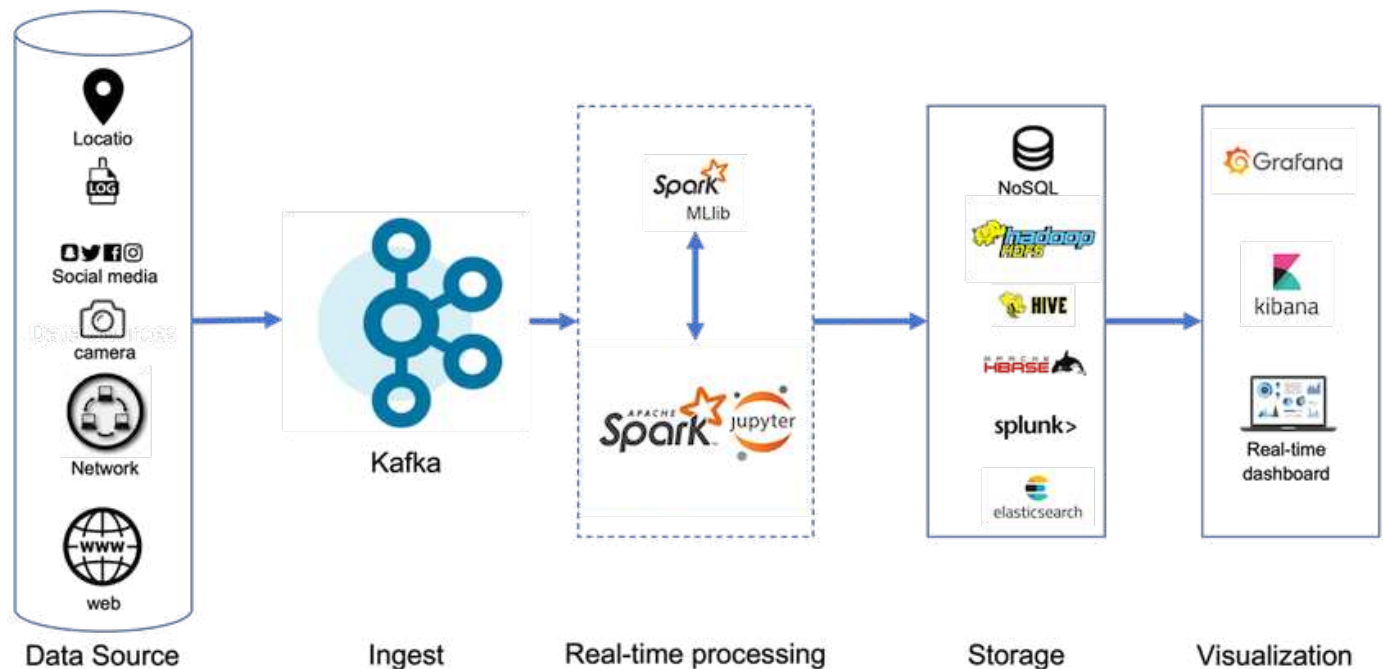 Locatio
LOG
Social media
camera
Network
WWW
web
Data Source
Kafka
Ingest
Spark
MLlib
APACHE
Spark
jupyter
Real-time processing
NoSQL
hadoop
HDFS
HIVE
APACHE
HBASE
splunk>
elasticsearch
Storage
Grafana
kibana
Real-time
dashboard
Visualization